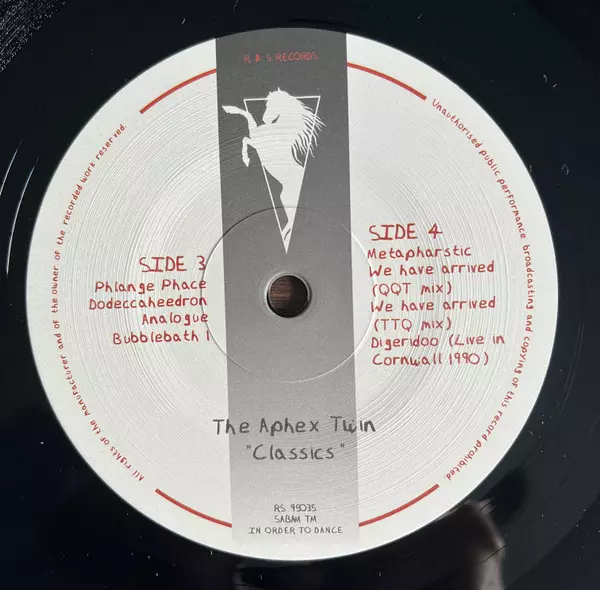 R & S RECORDS
All rights of the manufacturer and of the owner of the recorded work reserved.
Unauthorised public performance broadcasting and copying of this record prohibited.
SIDE 3
Phlange Phace
Dodeccaheedron
Analogue
Bubblebath 1
SIDE 4
Metapharstic
We have arrived
(QQT mix)
We have arrived
(TTQ mix)
Digeridoo (Live in
Cornwall 1990)
The Aphex Twin
"Classics"
RS 95035
SABAM TM
IN ORDER TO DANCE